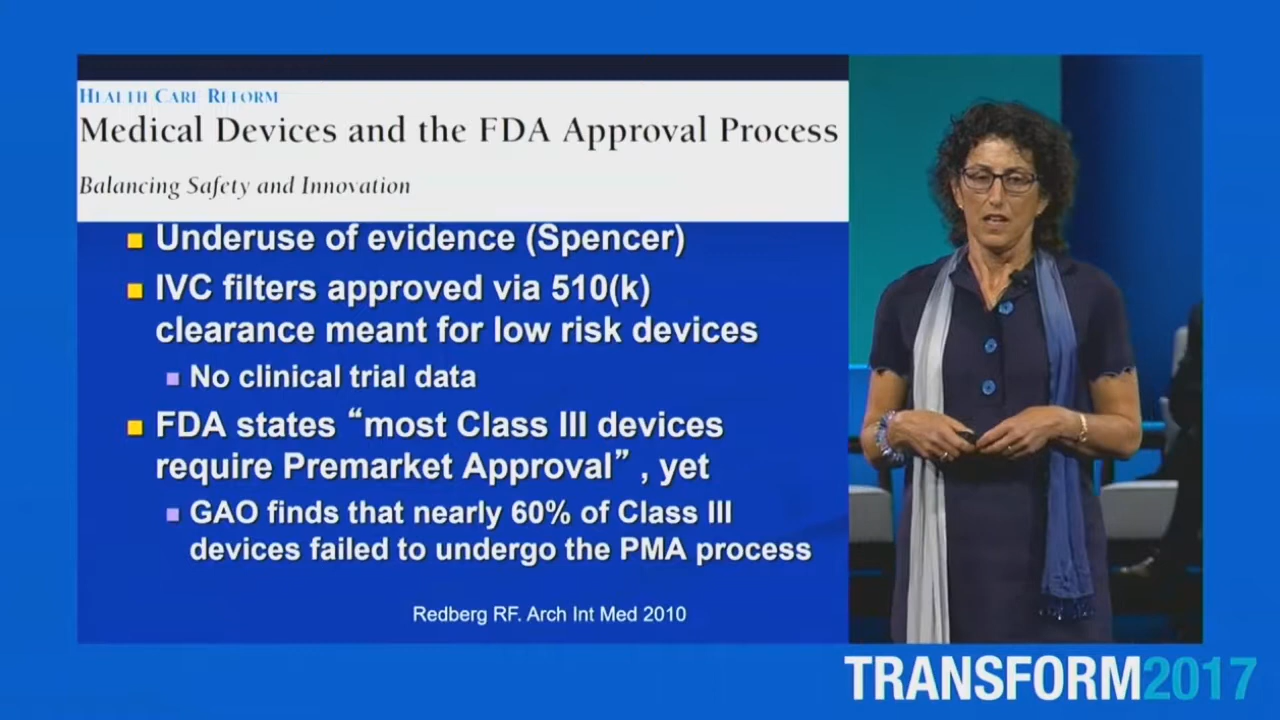 HEALTH CARE REFORM
Medical Devices and the FDA Approval Process
Balancing Safety and Innovation
Underuse of evidence (Spencer)
IVC filters approved via 510(k)
clearance meant for low risk devices
No clinical trial data
FDA states “most Class III devices
require Premarket Approval” , yet
GAO finds that nearly 60% of Class III
devices failed to undergo the PMA process
Redberg RF. Arch Int Med 2010
TRANSFORM2017